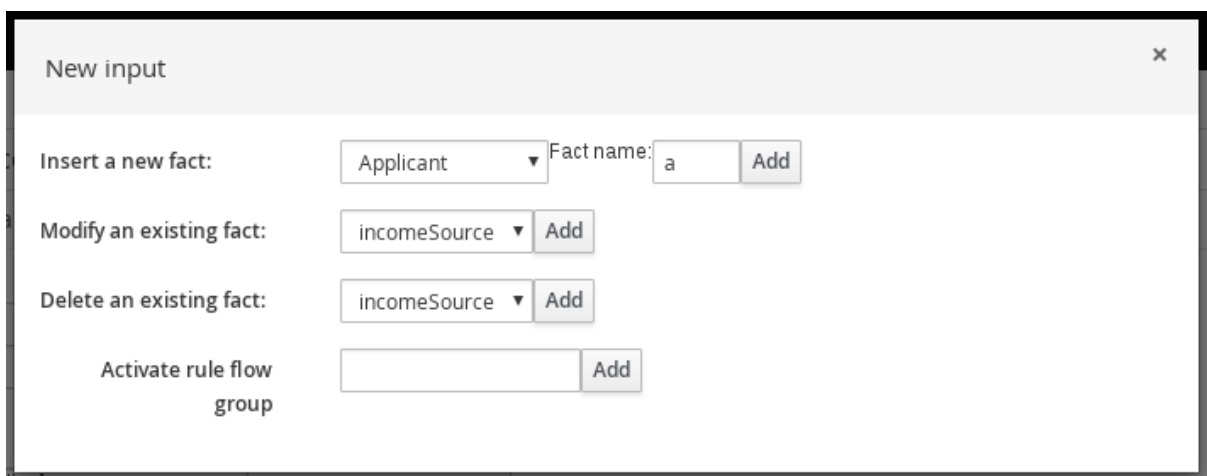 New input
×
Insert a new fact: Applicant Fact name: a Add
Modify an existing fact: incomeSource Add
Delete an existing fact: incomeSource Add
Activate rule flow Add
group